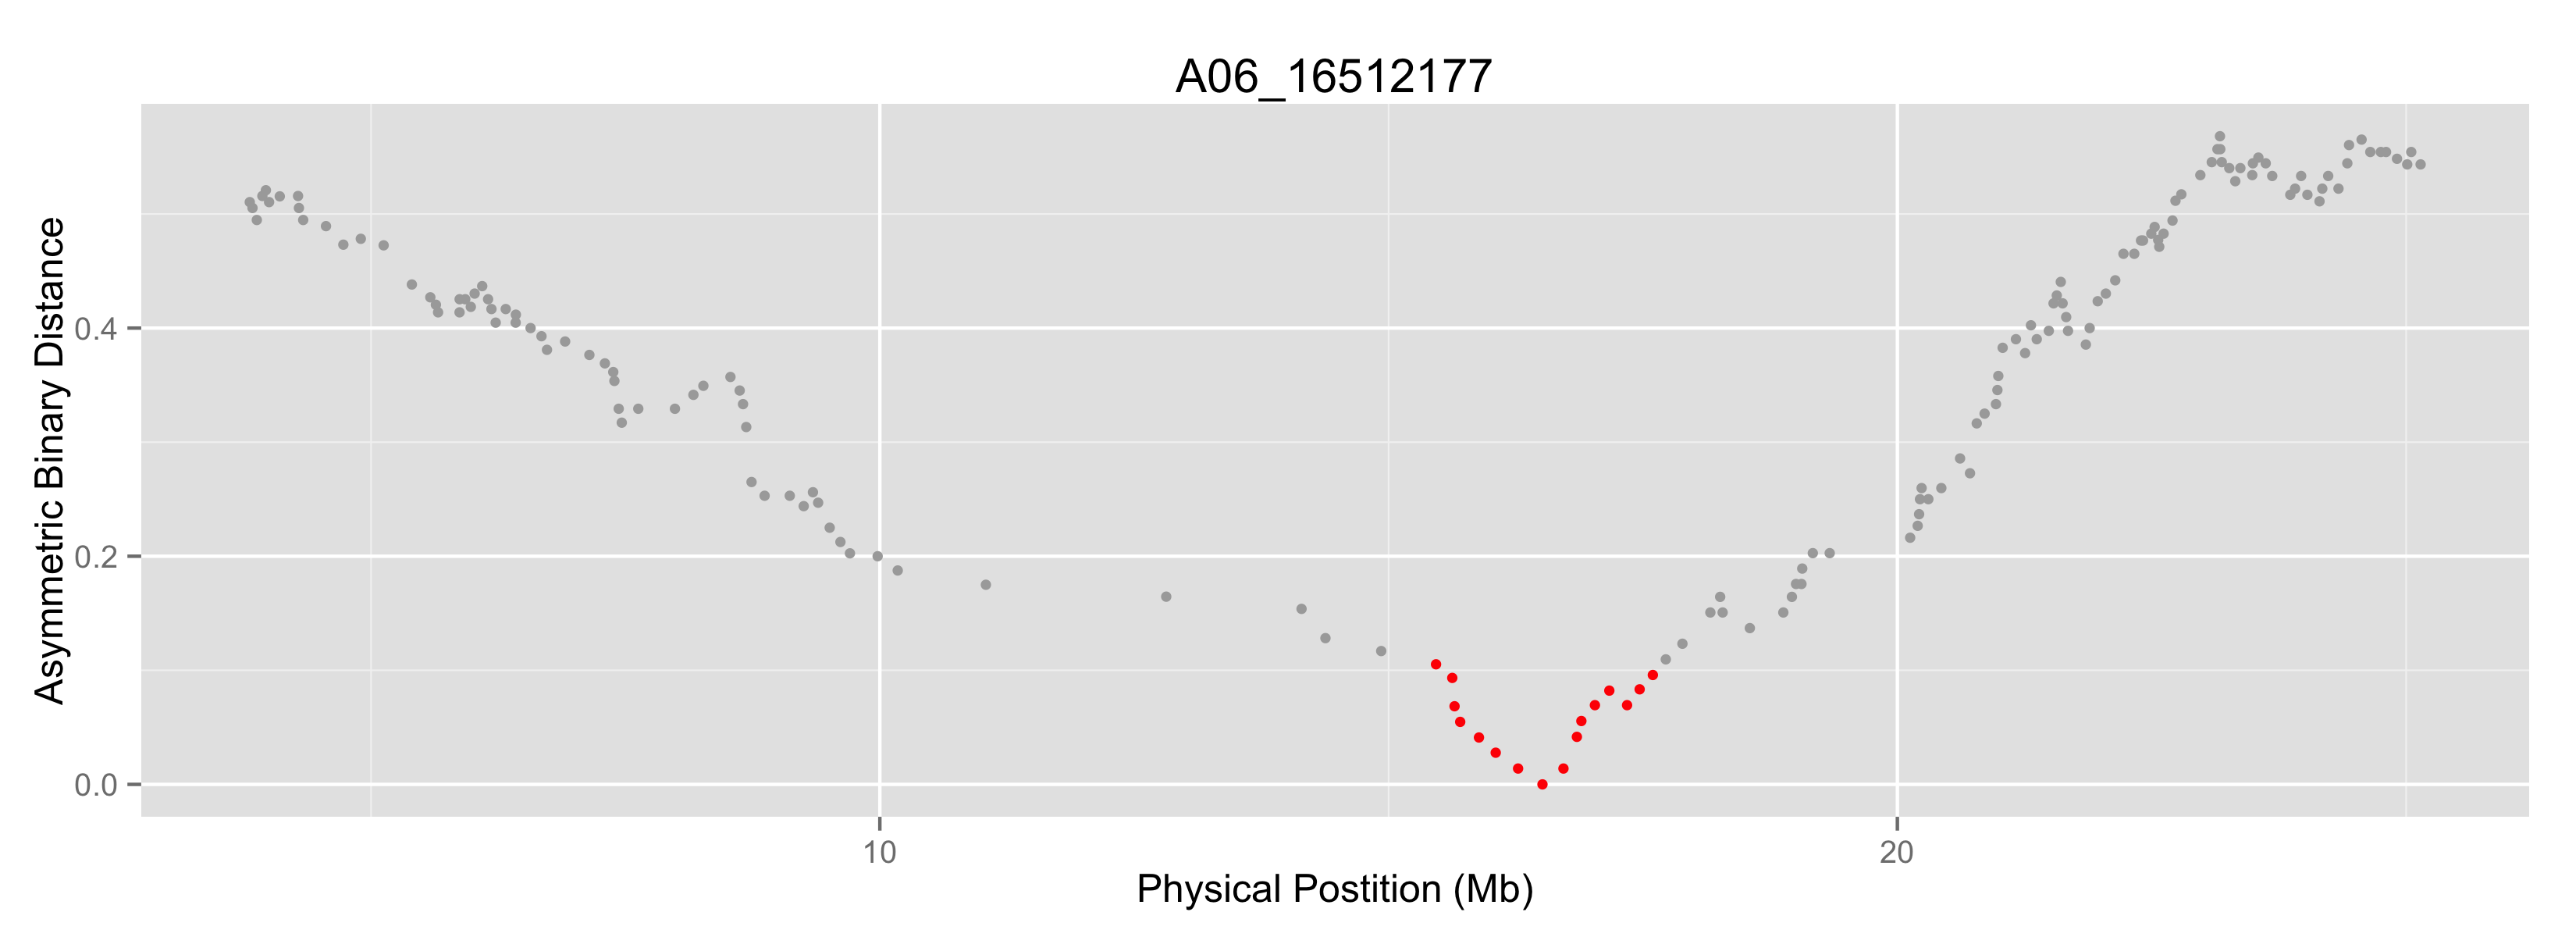 A06_16512177
Asymmetric Binary Distance
0.4
0.2
0.0
10
20
Physical Postition (Mb)